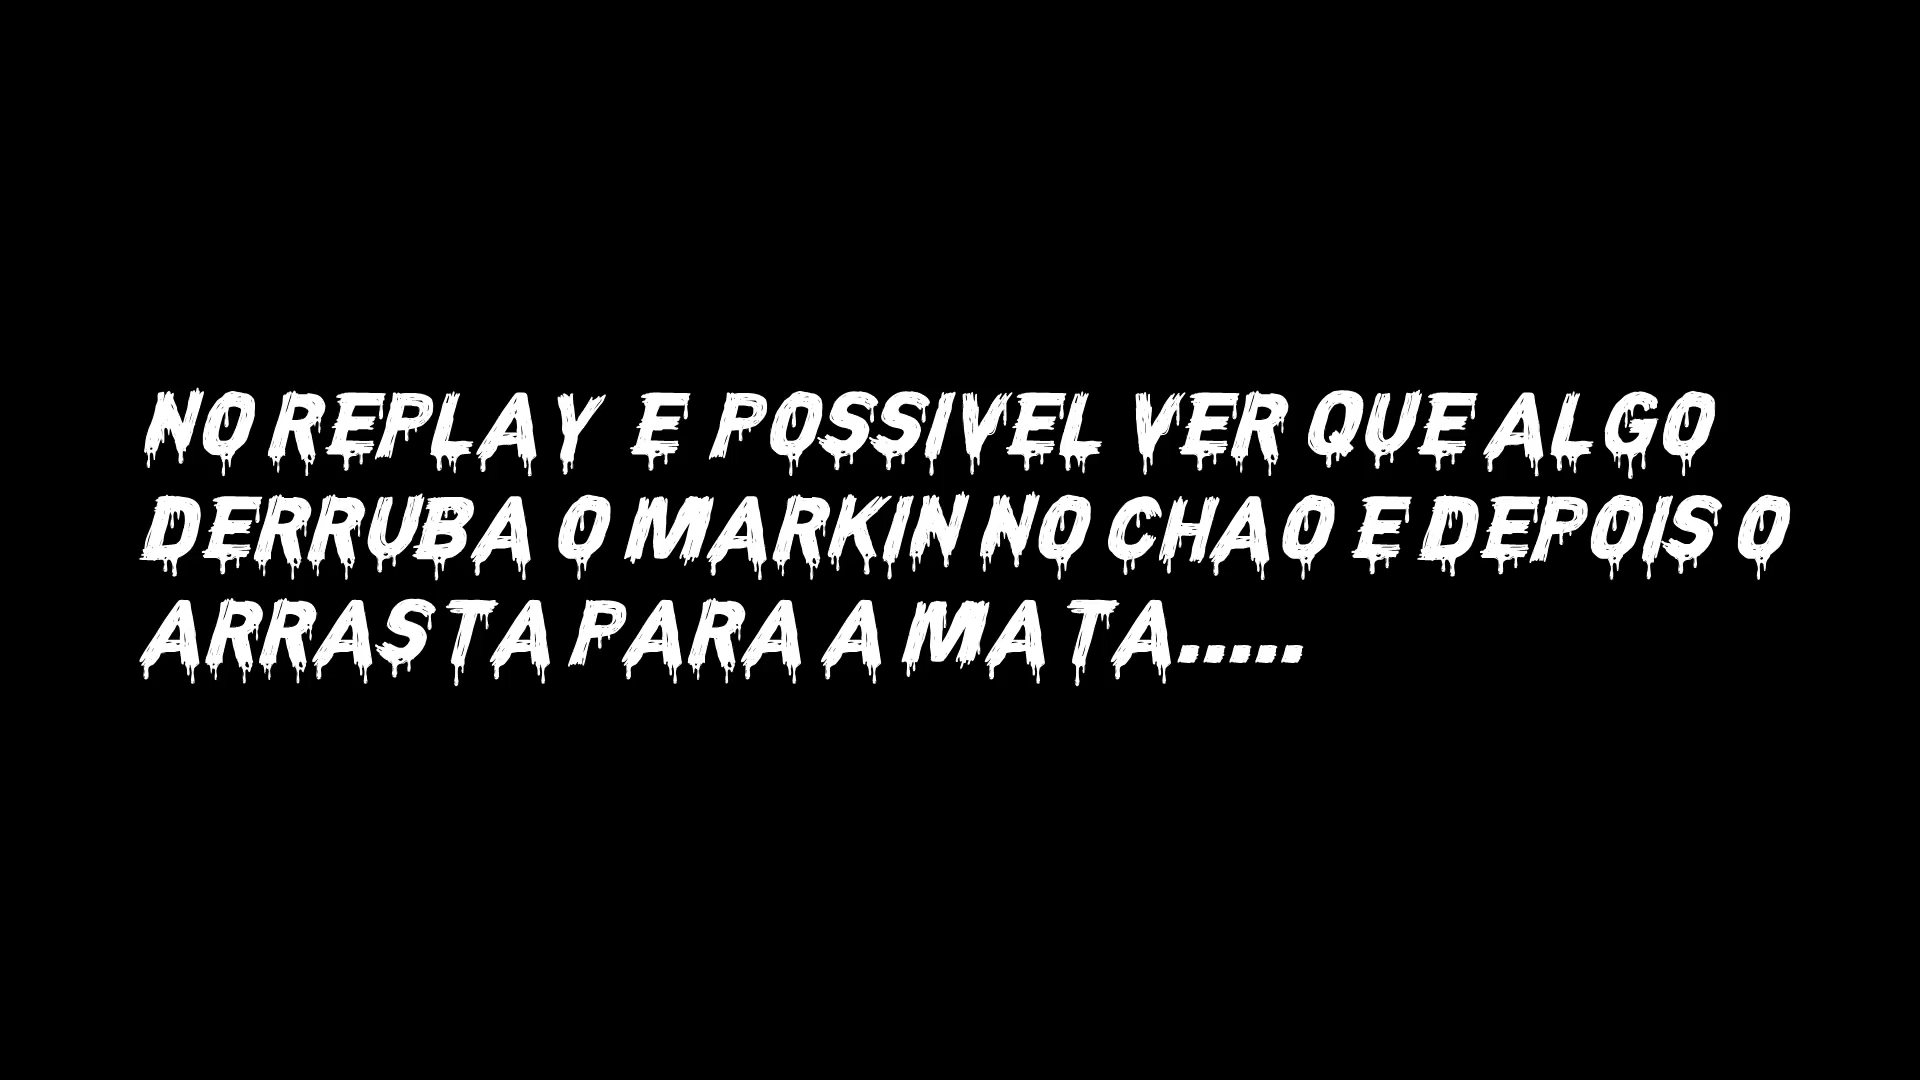 NO REPLAY E POSSIVEL VER QUE ALGO
DERRUBA O MARKIN NO CHAO E DEPOIS O
ARRASTA PARA A MATA.....